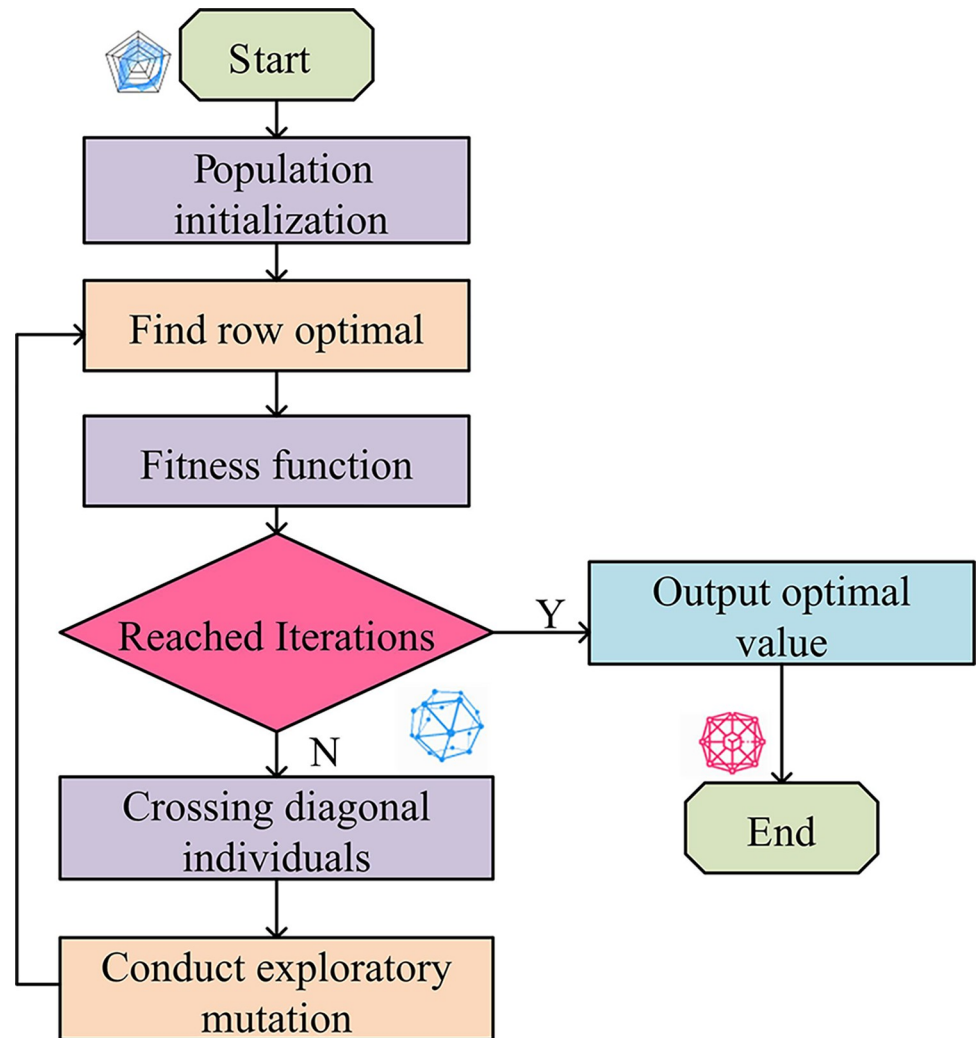 Start
Population
initialization
Find row optimal
Fitness function
Reached Iterations
Y
Output optimal
value
N
Crossing diagonal
individuals
End
Conduct exploratory
mutation